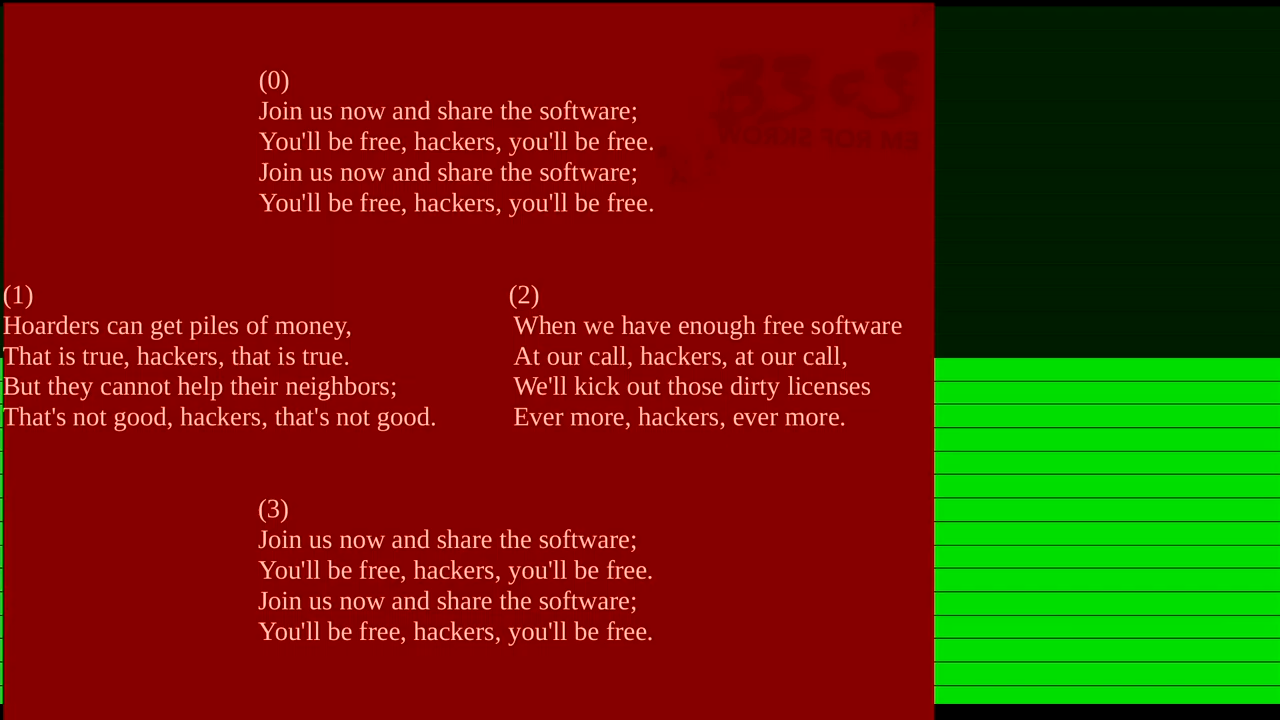 (0)
Join us now and share the software;
You'll be free, hackers, you'll be free.
Join us now and share the software;
You'll be free, hackers, you'll be free.
(1)
Hoarders can get piles of money,
That is true, hackers, that is true.
But they cannot help their neighbors;
That's not good, hackers, that's not good.
(2)
When we have enough free software
At our call, hackers, at our call,
We'll kick out those dirty licenses
Ever more, hackers, ever more.
(3)
Join us now and share the software;
You'll be free, hackers, you'll be free.
Join us now and share the software;
You'll be free, hackers, you'll be free.